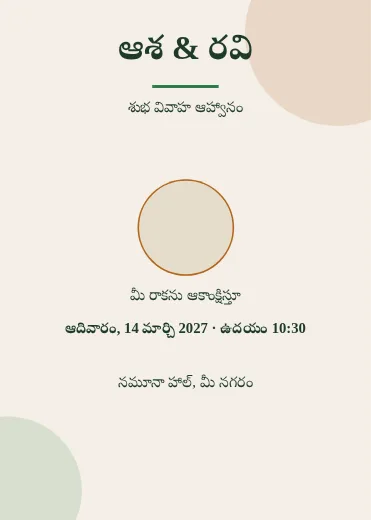 ఆశ & రవి
శుభ వివాహ ఆహ్వానం
మీ రాకను ఆకాంక్షిస్తూ
ఆదివారం, 14 మార్చి 2027 · ఉదయం 10:30
నమూనా హాల్, మీ నగరం